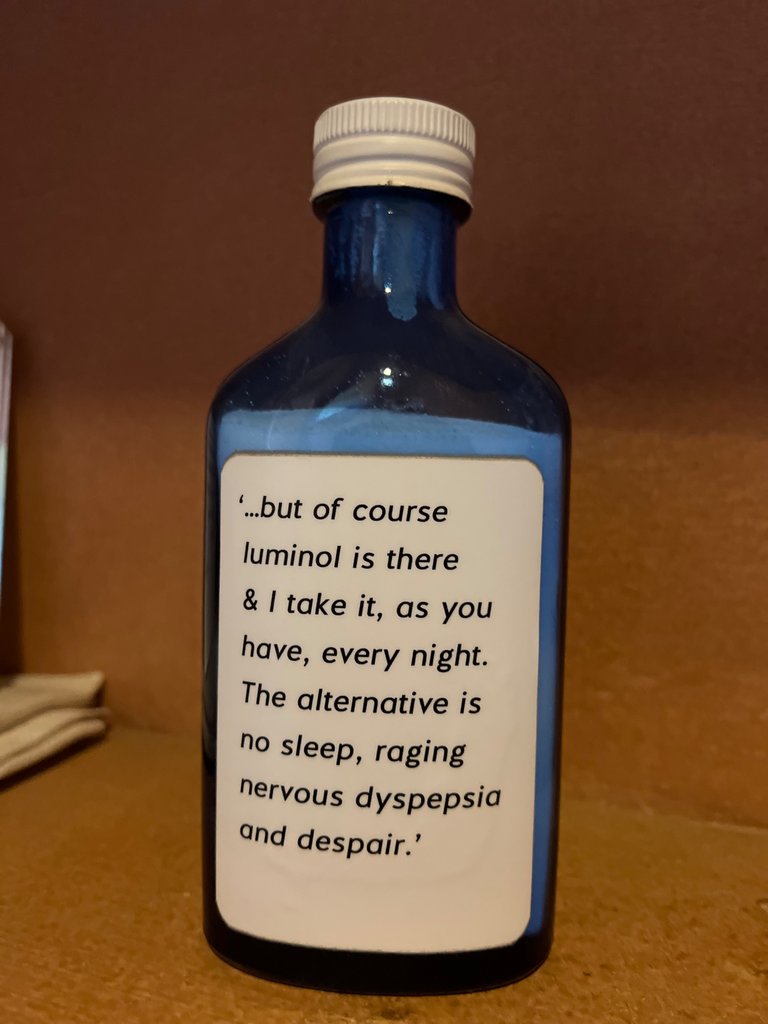 ‘...but of course
luminol is there
& I take it, as you
have, every night.
The alternative is
no sleep, raging
nervous dyspepsia
and despair.’